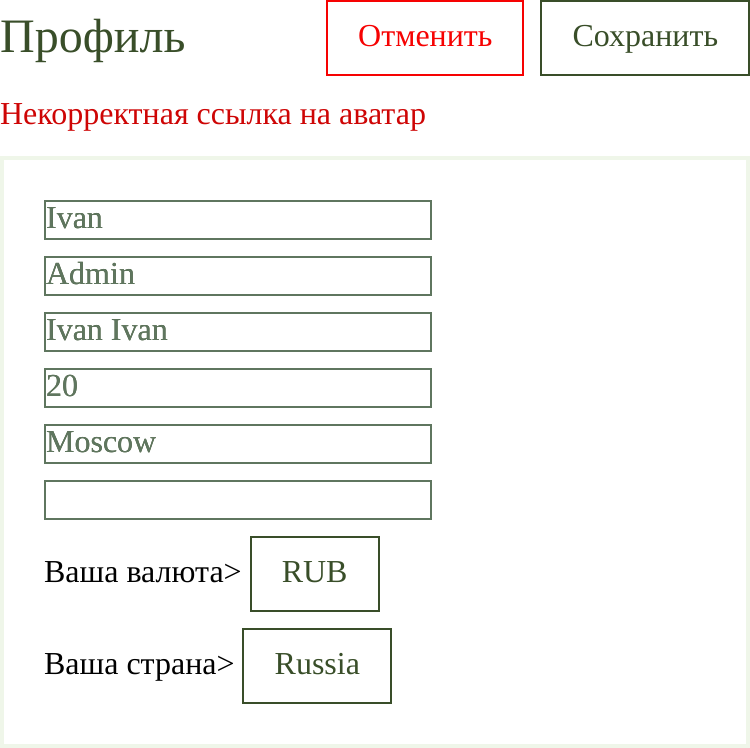 Профиль
Отменить
Сохранить
Некорректная ссылка на аватар
Ivan
Admin
Ivan Ivan
20
Moscow
Ваша валюта> RUB
Ваша страна> Russia